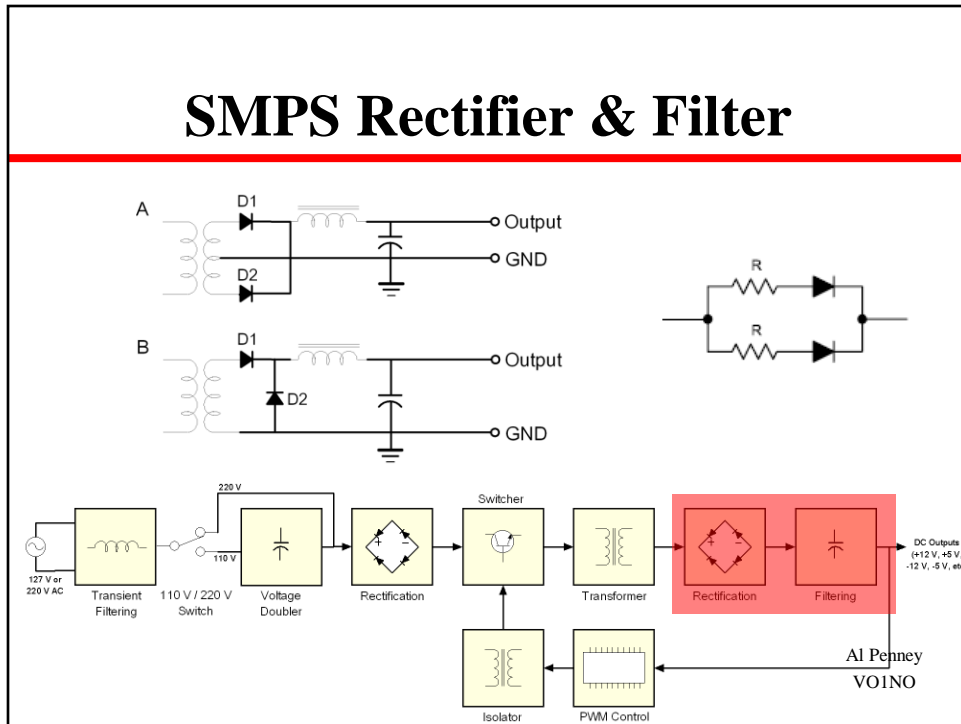 SMPS Rectifier & Filter
A
D1
Output
GND
D2
R
R
B
D1
Output
D2
GND
220 V
Switcher
110 V
127 V or
220 V AC
Transient
Filtering
110 V / 220 V
Switch
Voltage
Doubler
Rectification
Transformer
Rectification
Filtering
DC Outputs
(+12 V, +5 V,
-12 V, -5 V, etc
Isolator
PWM Control
Al Penney
VO1NO